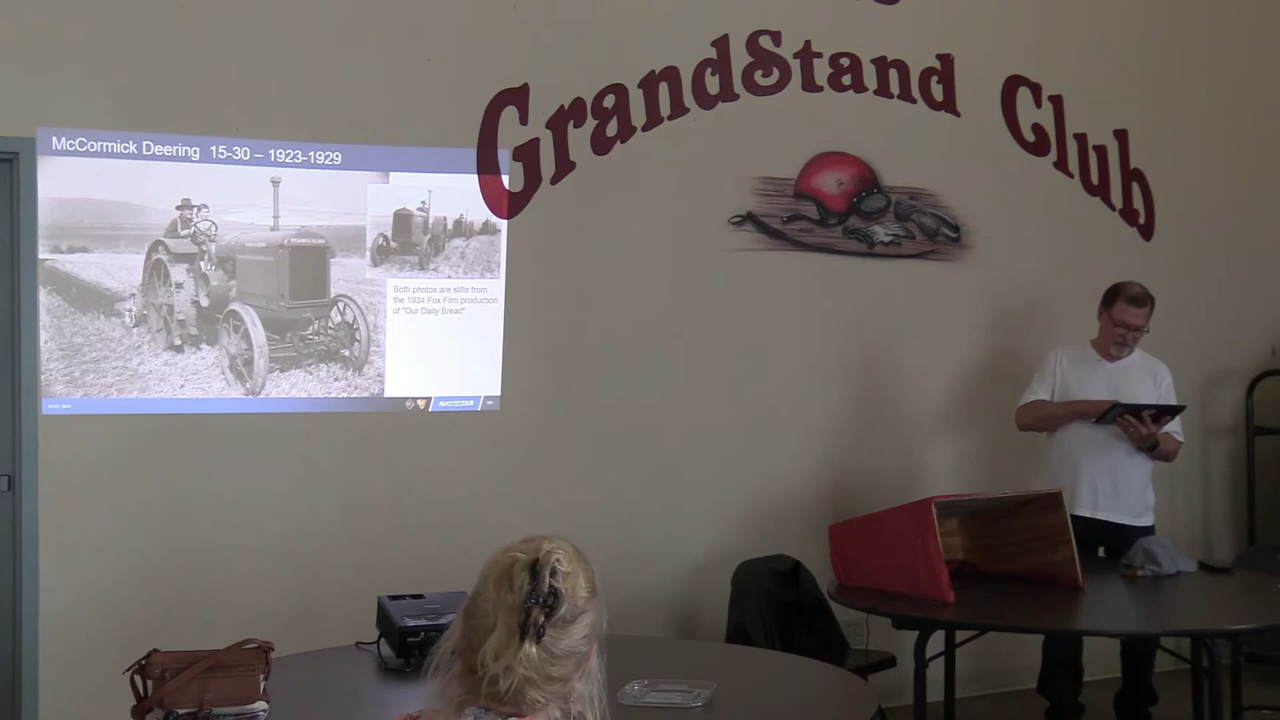 GrandStand Club
McCormick Deering 15-30 – 1923-1929
Both photos are stills from
the 1934 Fox Film production
of "Our Daily Bread"
NAVISTAR